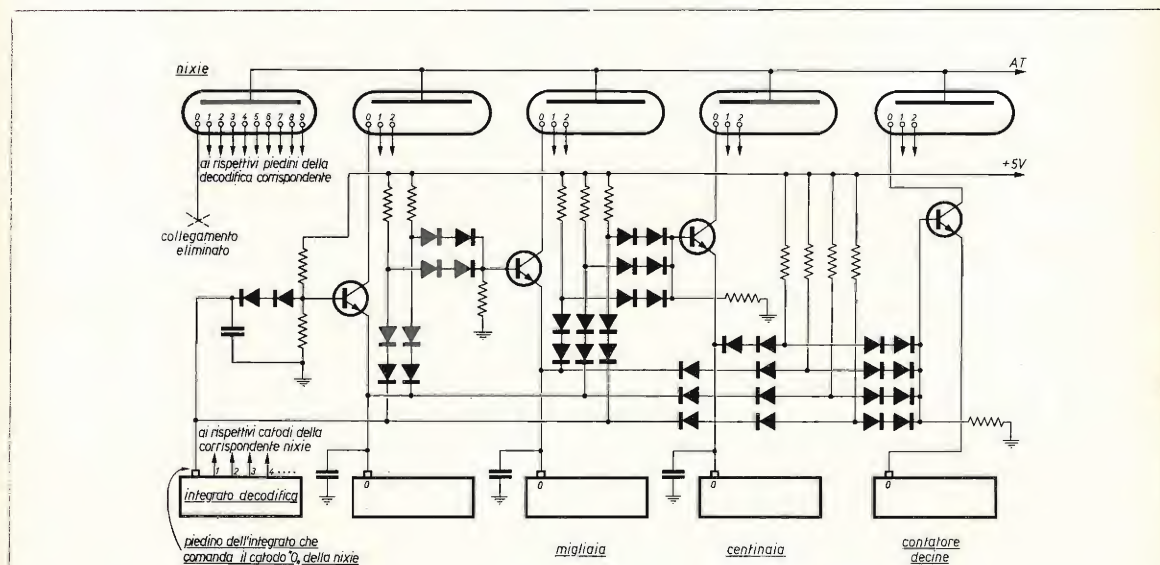 nixie
AT
0 1 2 3 4 5 6 7 8 9
0 1 2
0 1 2
0 1 2
0 1 2
ai rispettivi piedini della
decodifica corrispondente
+5V
collegamento
eliminato
ai rispettivi catodi della
corrispondente nixie
1 2 3 4 ....
0
0
0
0
integrato decodifica
piedino dell'integrato che
comanda il catodo "0" della nixie
migliaia
centinaia
contatore
decine